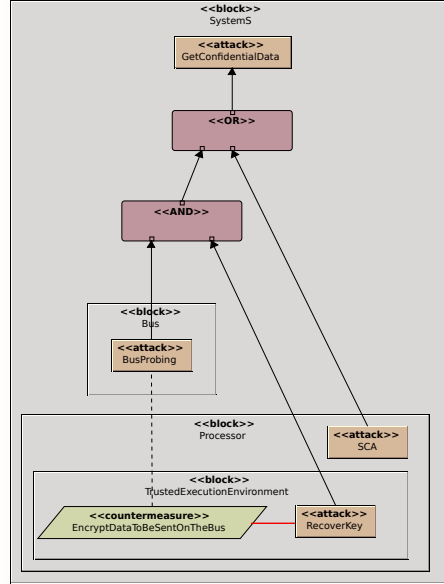 <<block>>
SystemS
<<attack>>
GetConfidentialData
<<OR>>
<<AND>>
<<block>>
Bus
<<attack>>
BusProbing
<<block>>
Processor
<<attack>>
SCA
<<block>>
TrustedExecutionEnvironment
<<countermeasure>>
EncryptDataToBeSentOnTheBus
<<attack>>
RecoverKey